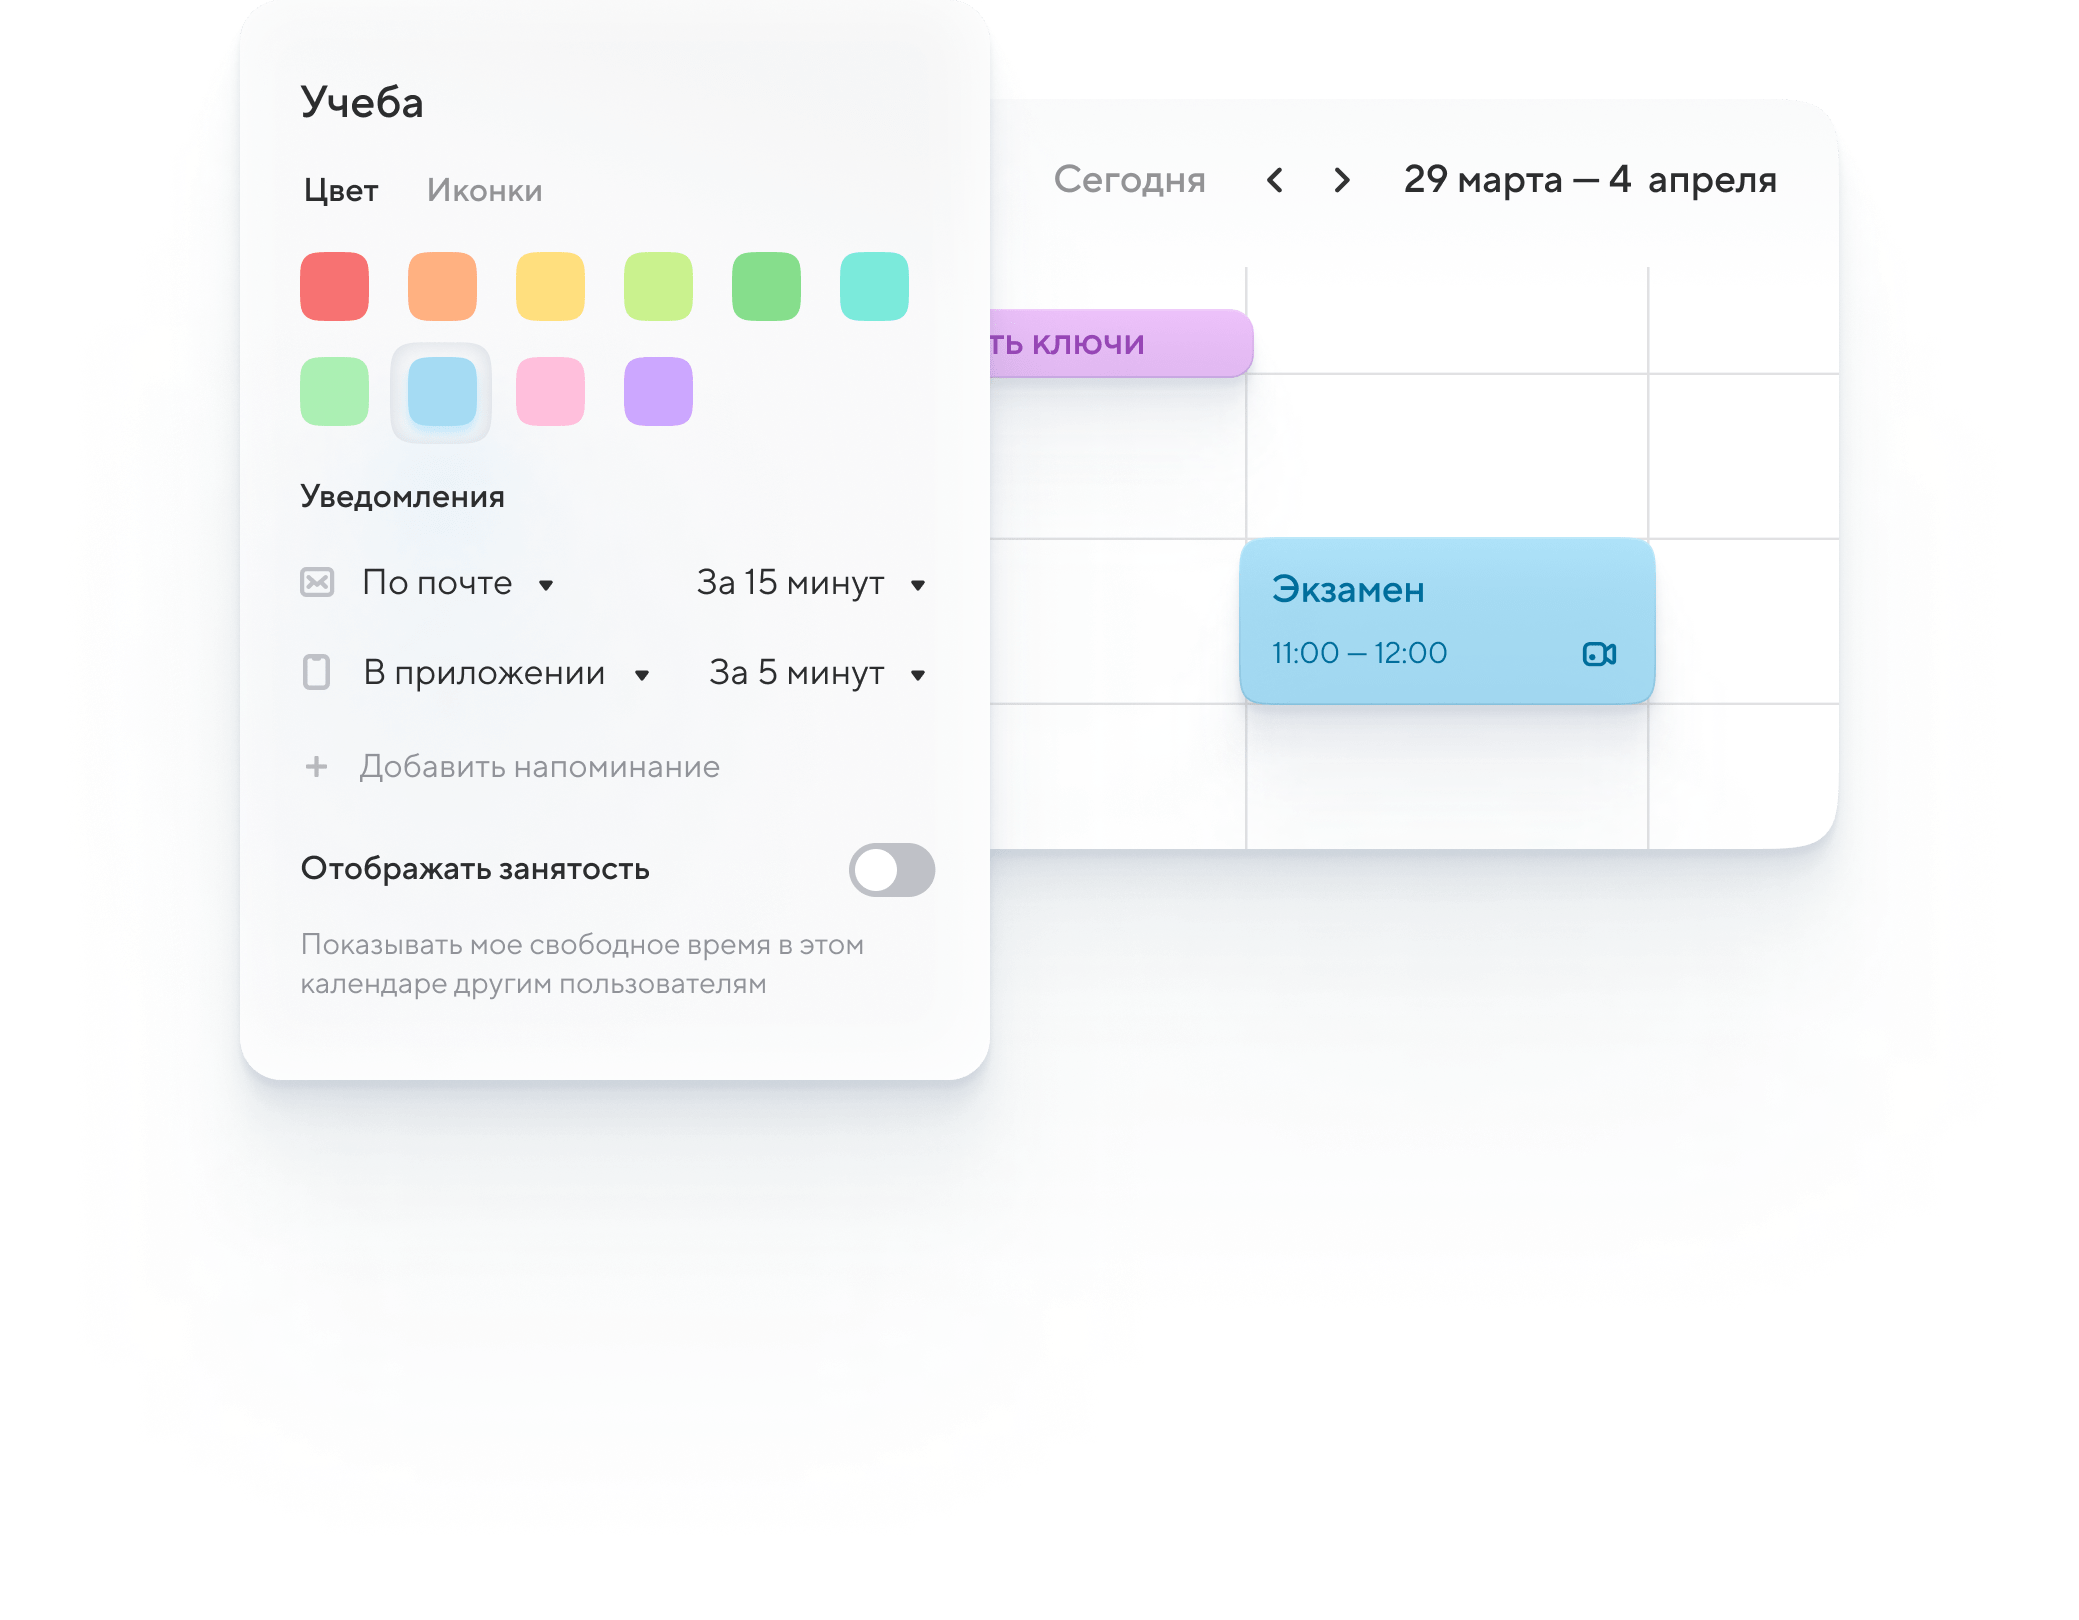 Учеба
Цвет Иконки
Уведомления
По почте За 15 минут
В приложении За 5 минут
+ Добавить напоминание
Отображать занятость
Показывать мое свободное время в этом
календаре другим пользователям
Сегодня 29 марта — 4 апреля
ть ключи
Экзамен
11:00 — 12:00